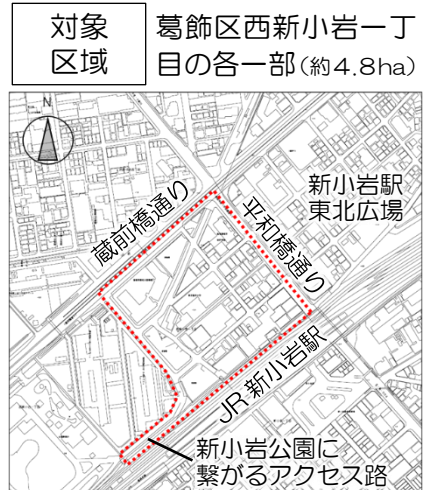 対象
区域
葛飾区西新小岩一丁
目の各一部(約4.8ha)
N
新小岩駅
東北広場
蔵前橋通り
平和橋通り
JR 新小岩駅
新小岩公園に
繋がるアクセス路